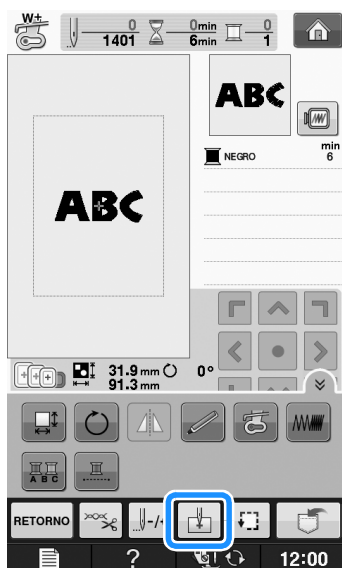 W+ 0 0min 0
1401 6min 1
ABC
min
NEGRO 6
ABC
31.9 mm 0°
91.3 mm
A B C
RETORNO -/+
? 12:00